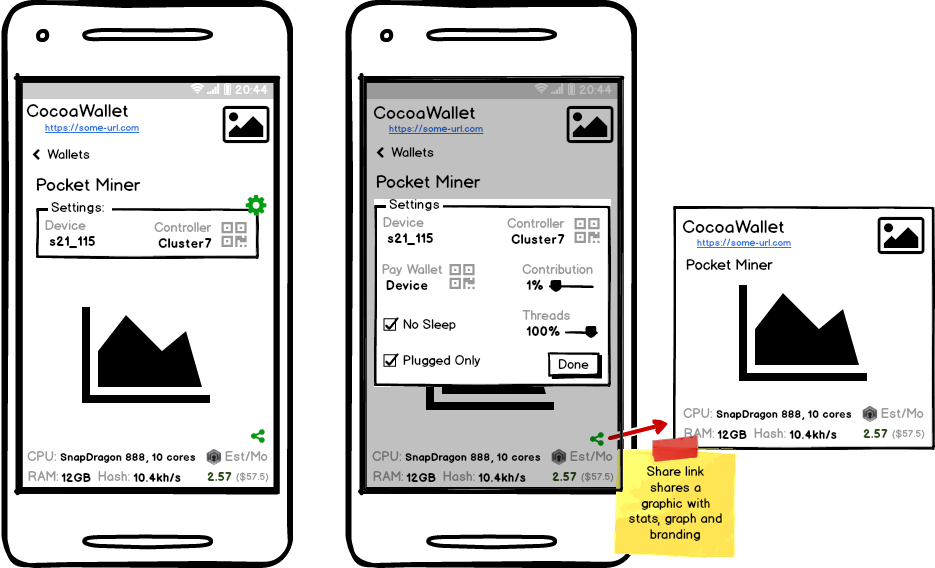 20:44
CocoaWallet
https://some-url.com
Wallets
Pocket Miner
Settings:
Device Controller
s21_115 Cluster7
CPU: SnapDragon 888, 10 cores Est/Mo
RAM: 12GB Hash: 10.4kh/s 2.57 ($57.5)
20:44
CocoaWallet
https://some-url.com
Wallets
Pocket Miner
Settings
Device Controller
s21_115 Cluster7
Pay Wallet Contribution
Device 1%
Threads
No Sleep 100%
Plugged Only Done
CPU: SnapDragon 888, 10 cores Est/Mo
RAM: 12GB Hash: 10.4kh/s 2.57 ($57.5)
CocoaWallet
https://some-url.com
Pocket Miner
CPU: SnapDragon 888, 10 cores Est/Mo
RAM: 12GB Hash: 10.4kh/s 2.57 ($57.5)
Share link
shares a
graphic with
stats, graph and
branding